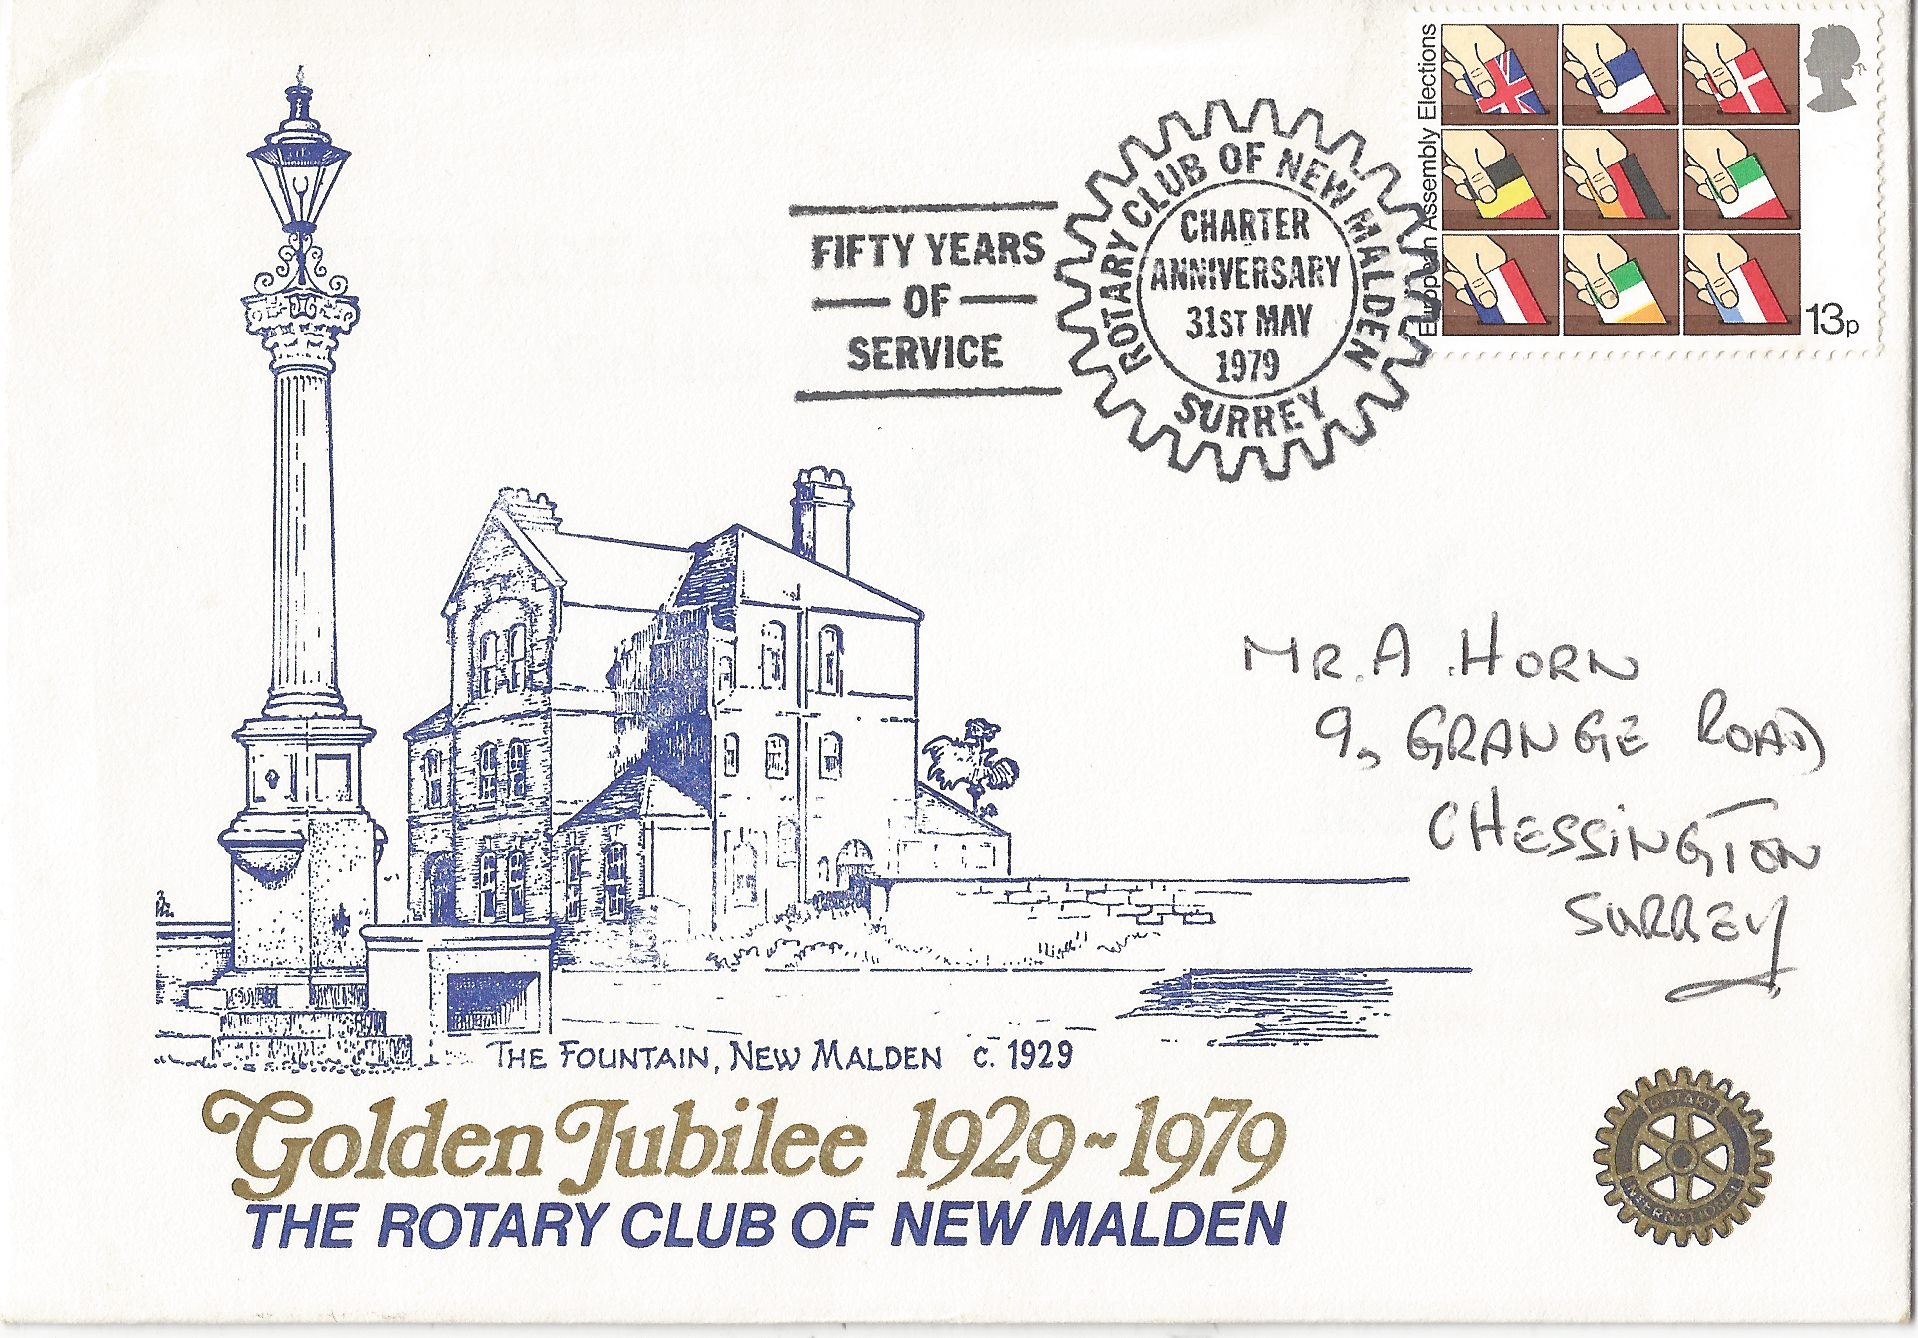 European Assembly Elections
13p
FIFTY YEARS
OF
SERVICE
ROTARY CLUB OF NEW MALDEN
SURREY
CHARTER
ANNIVERSARY
31ST MAY
1979
MR. A. HORN
9, GRANGE ROAD
CHESSINGTON
SURREY
THE FOUNTAIN, NEW MALDEN c. 1929
Golden Jubilee 1929~1979
THE ROTARY CLUB OF NEW MALDEN
ROTARY
INTERNATIONAL